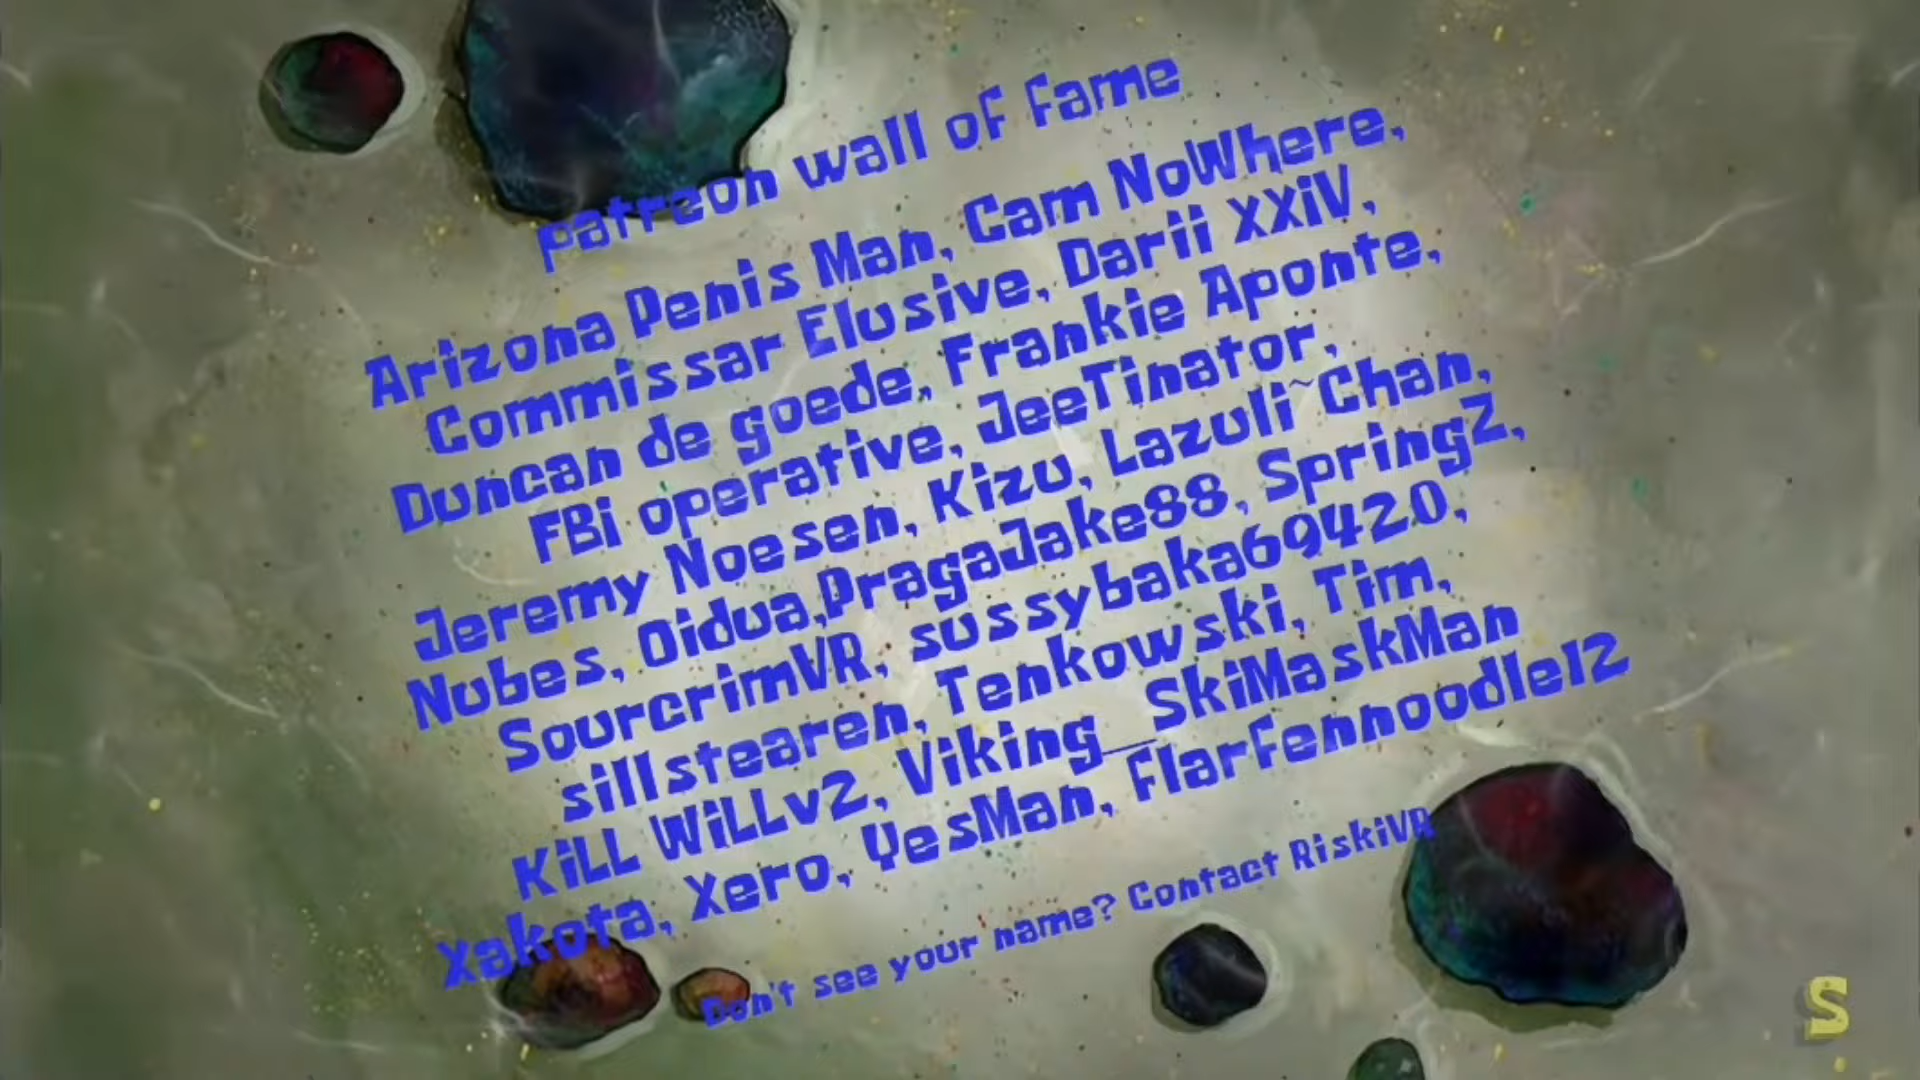 patreon wall of fame
Arizona Penis Man, Cam NoWhere,
Commissar Elusive, Darii XXiV,
Duncan de goede, Frankie Aponte,
FBi operative, JeeTinator,
Jeremy Noesen, Kizu, Lazuli~Chan,
Nubes, Oidua,PragaJake88, SpringZ,
SourcrimVR, sussybaka69420,
sillstearen, Tenkowski, Tim,
KiLL WiLLv2, Viking__SkiMaskMan
Xakota, Xero, YesMan, Flarfennoodle12
Don't see your name? Contact RiskiVR
S